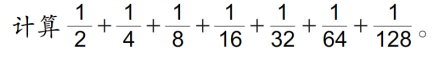 计算 1/2 + 1/4 + 1/8 + 1/16 + 1/32 + 1/64 + 1/128 。